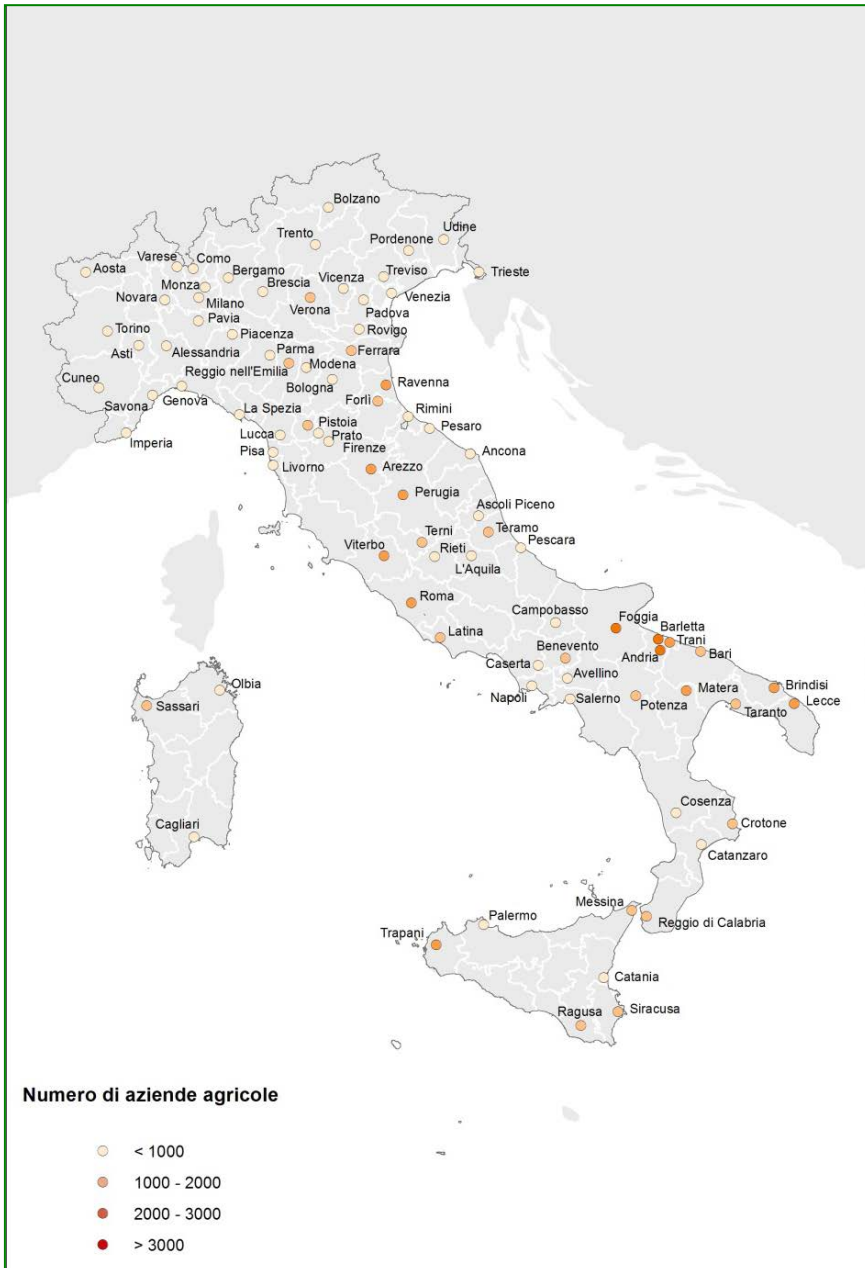 Bolzano
Udine
Trento
Pordenone
Varese
Como
Aosta
Bergamo
Vicenza
Treviso
Trieste
Monza
Brescia
Novara
Milano
Verona
Padova
Venezia
Pavia
Torino
Piacenza
Rovigo
Asti
Alessandria
Parma
Ferrara
Cuneo
Reggio nell'Emilia
Modena
Bologna
Ravenna
Savona
Genova
Forlì
La Spezia
Rimini
Imperia
Lucca
Pistoia
Prato
Pesaro
Pisa
Firenze
Ancona
Livorno
Arezzo
Perugia
Ascoli Piceno
Terni
Teramo
Viterbo
Rieti
Pescara
L'Aquila
Roma
Campobasso
Foggia
Barletta
Latina
Trani
Benevento
Andria
Bari
Caserta
Avellino
Olbia
Napoli
Salerno
Matera
Brindisi
Sassari
Potenza
Taranto
Lecce
Cosenza
Cagliari
Crotone
Catanzaro
Messina
Palermo
Reggio di Calabria
Trapani
Catania
Ragusa
Siracusa
Numero di aziende agricole
< 1000
1000 - 2000
2000 - 3000
> 3000